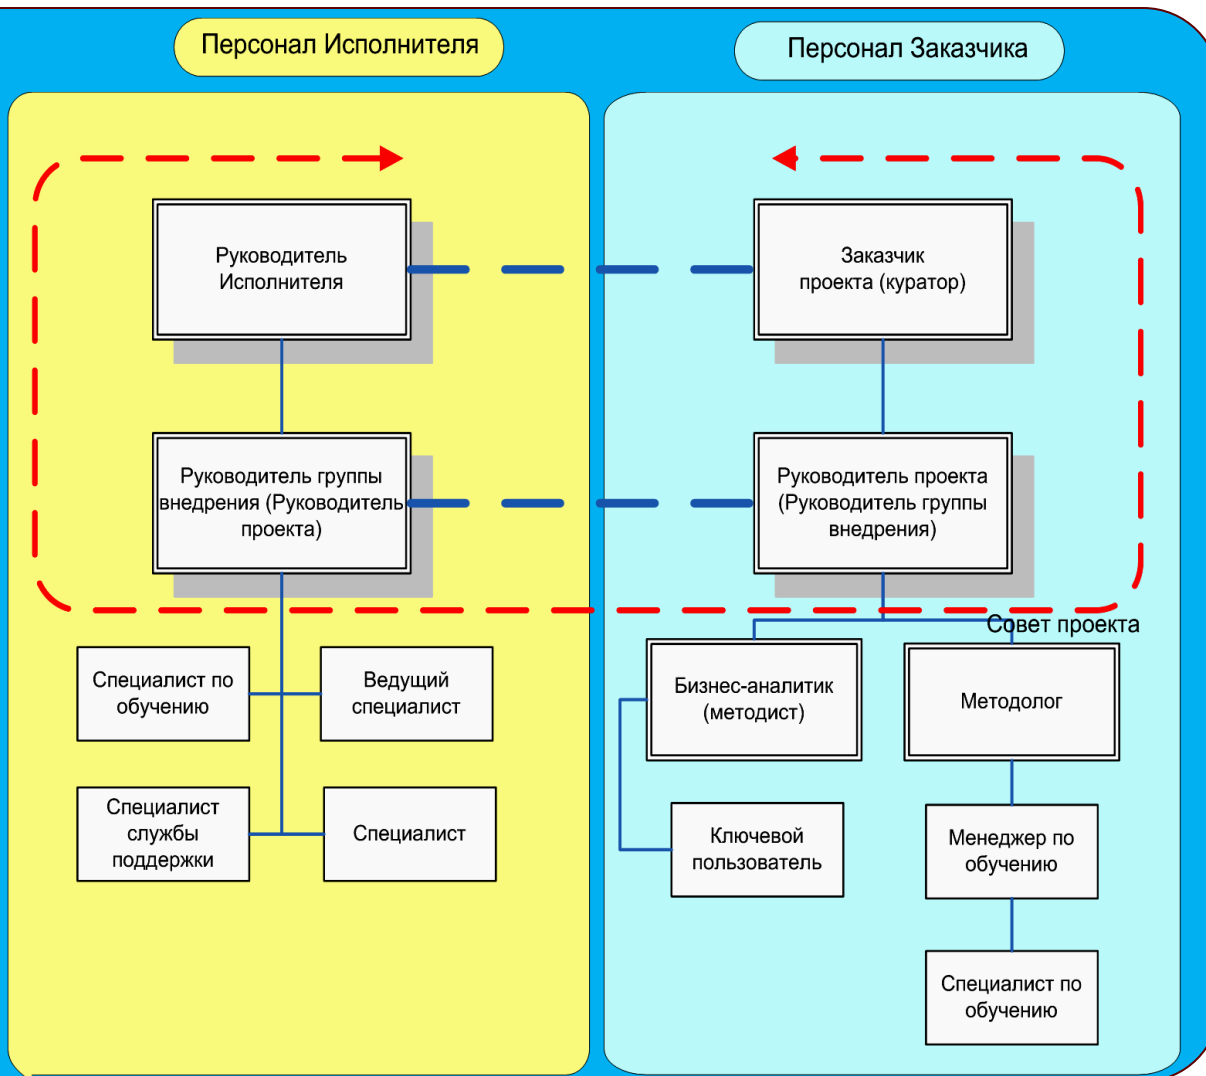 Персонал Исполнителя
Персонал Заказчика
Руководитель
Исполнителя
Заказчик
проекта (куратор)
Руководитель группы
внедрения (Руководитель
проекта)
Руководитель проекта
(Руководитель группы
внедрения)
Совет проекта
Специалист по
обучению
Ведущий
специалист
Бизнес-аналитик
(методист)
Методолог
Специалист
службы
поддержки
Специалист
Ключевой
пользователь
Менеджер по
обучению
Специалист по
обучению